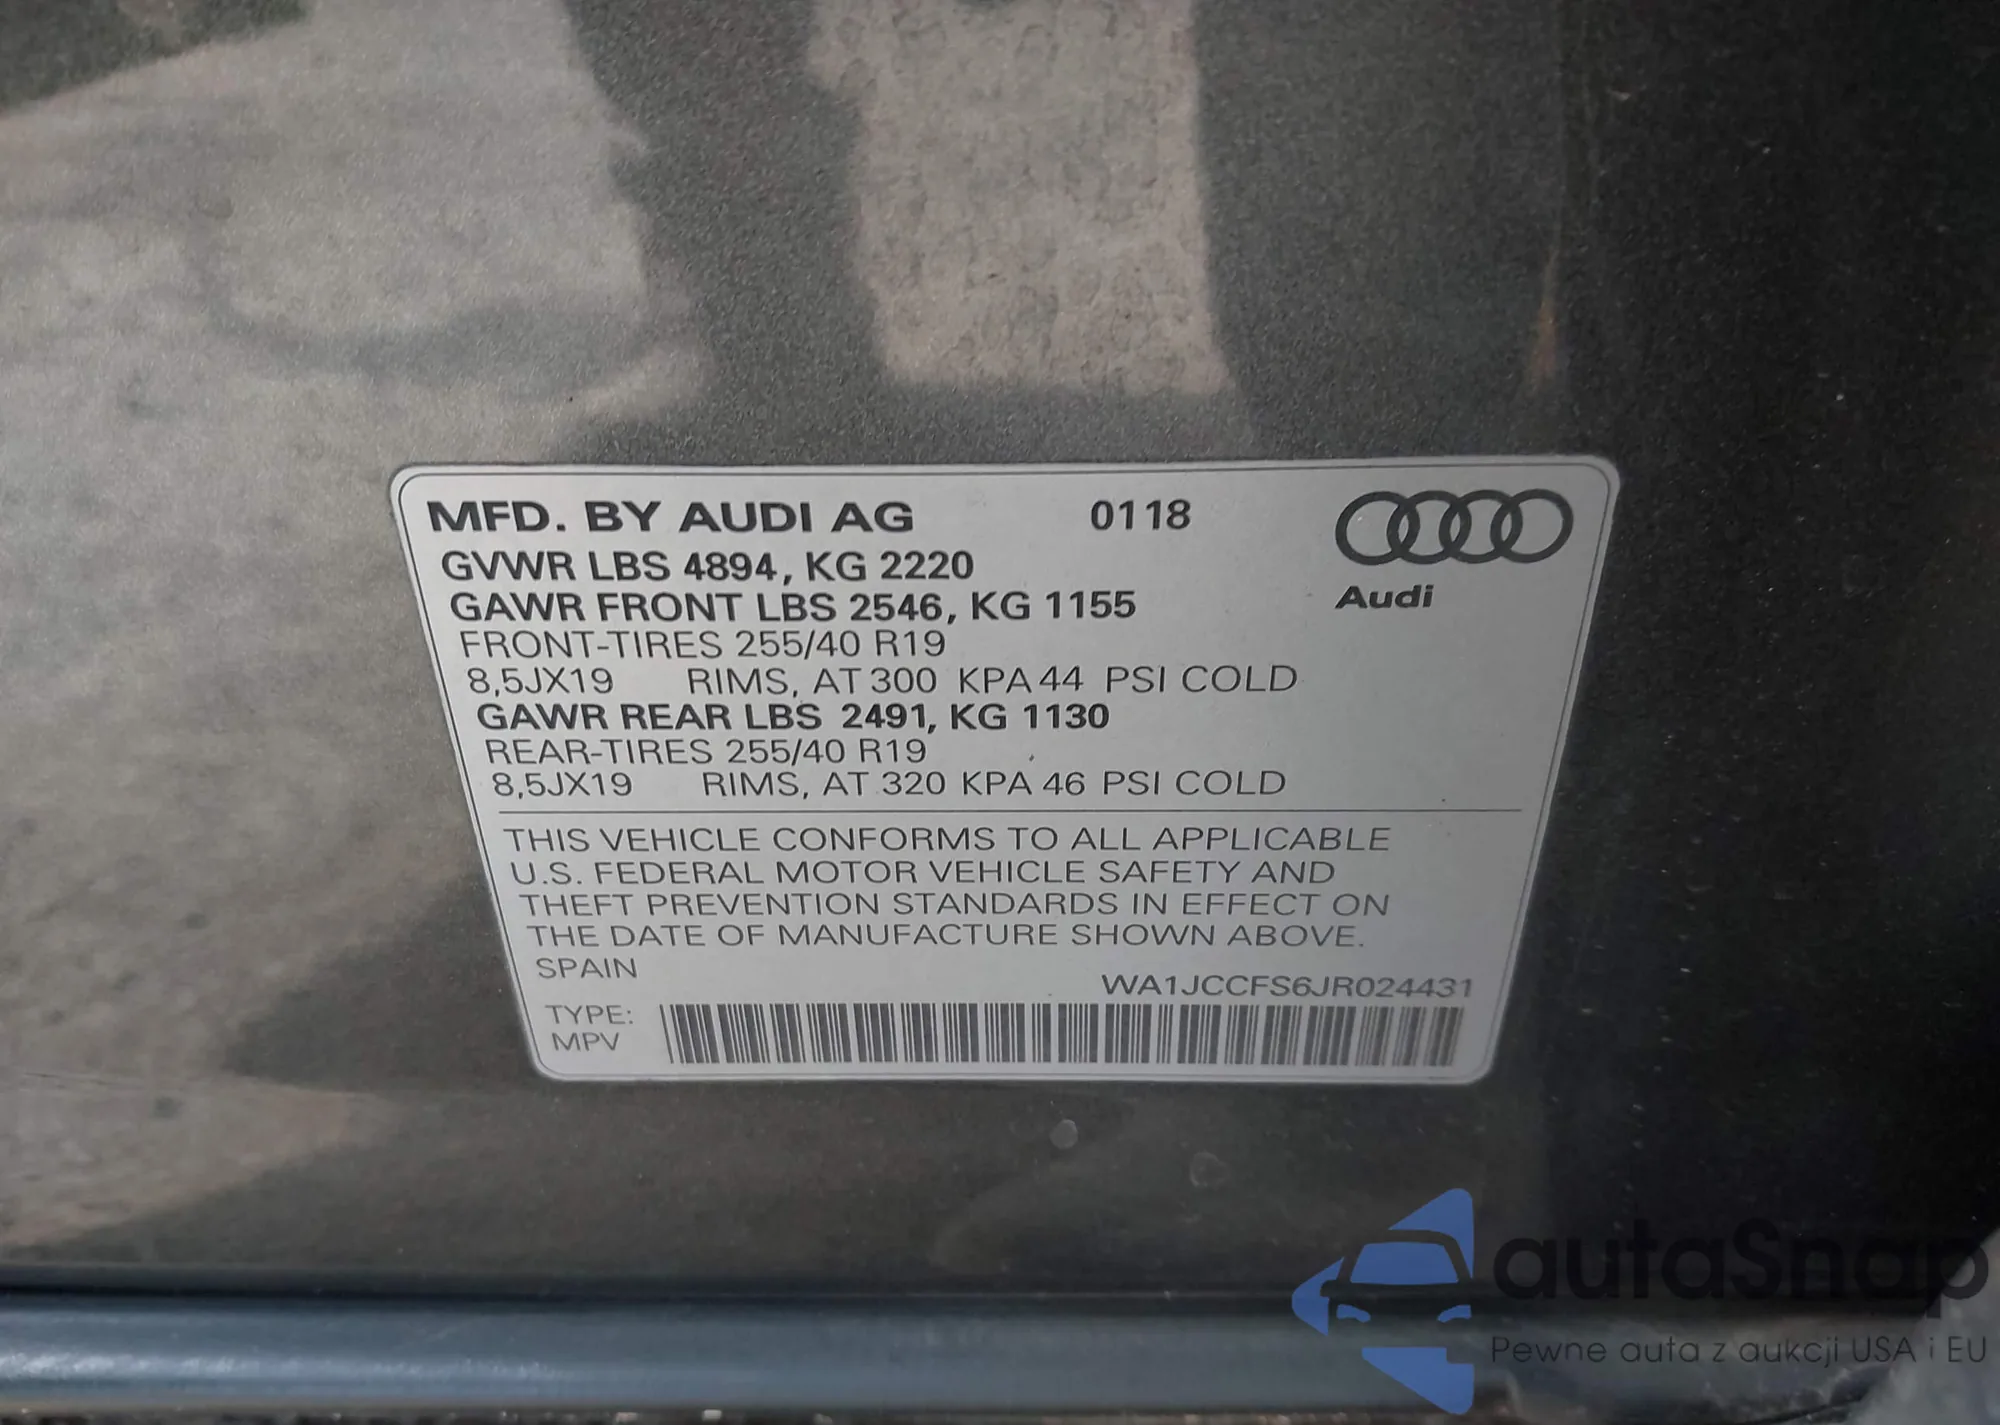 MFD. BY AUDI AG 0118
GVWR LBS 4894, KG 2220
GAWR FRONT LBS 2546, KG 1155
Audi
FRONT-TIRES 255/40 R19
8,5JX19 RIMS, AT 300 KPA 44 PSI COLD
GAWR REAR LBS 2491, KG 1130
REAR-TIRES 255/40 R19
8,5JX19 RIMS, AT 320 KPA 46 PSI COLD
THIS VEHICLE CONFORMS TO ALL APPLICABLE
U.S. FEDERAL MOTOR VEHICLE SAFETY AND
THEFT PREVENTION STANDARDS IN EFFECT ON
THE DATE OF MANUFACTURE SHOWN ABOVE.
SPAIN
WA1JCCFS6JR024431
TYPE:
MPV
autaSnap
Pewne auta z aukcji USA i EU